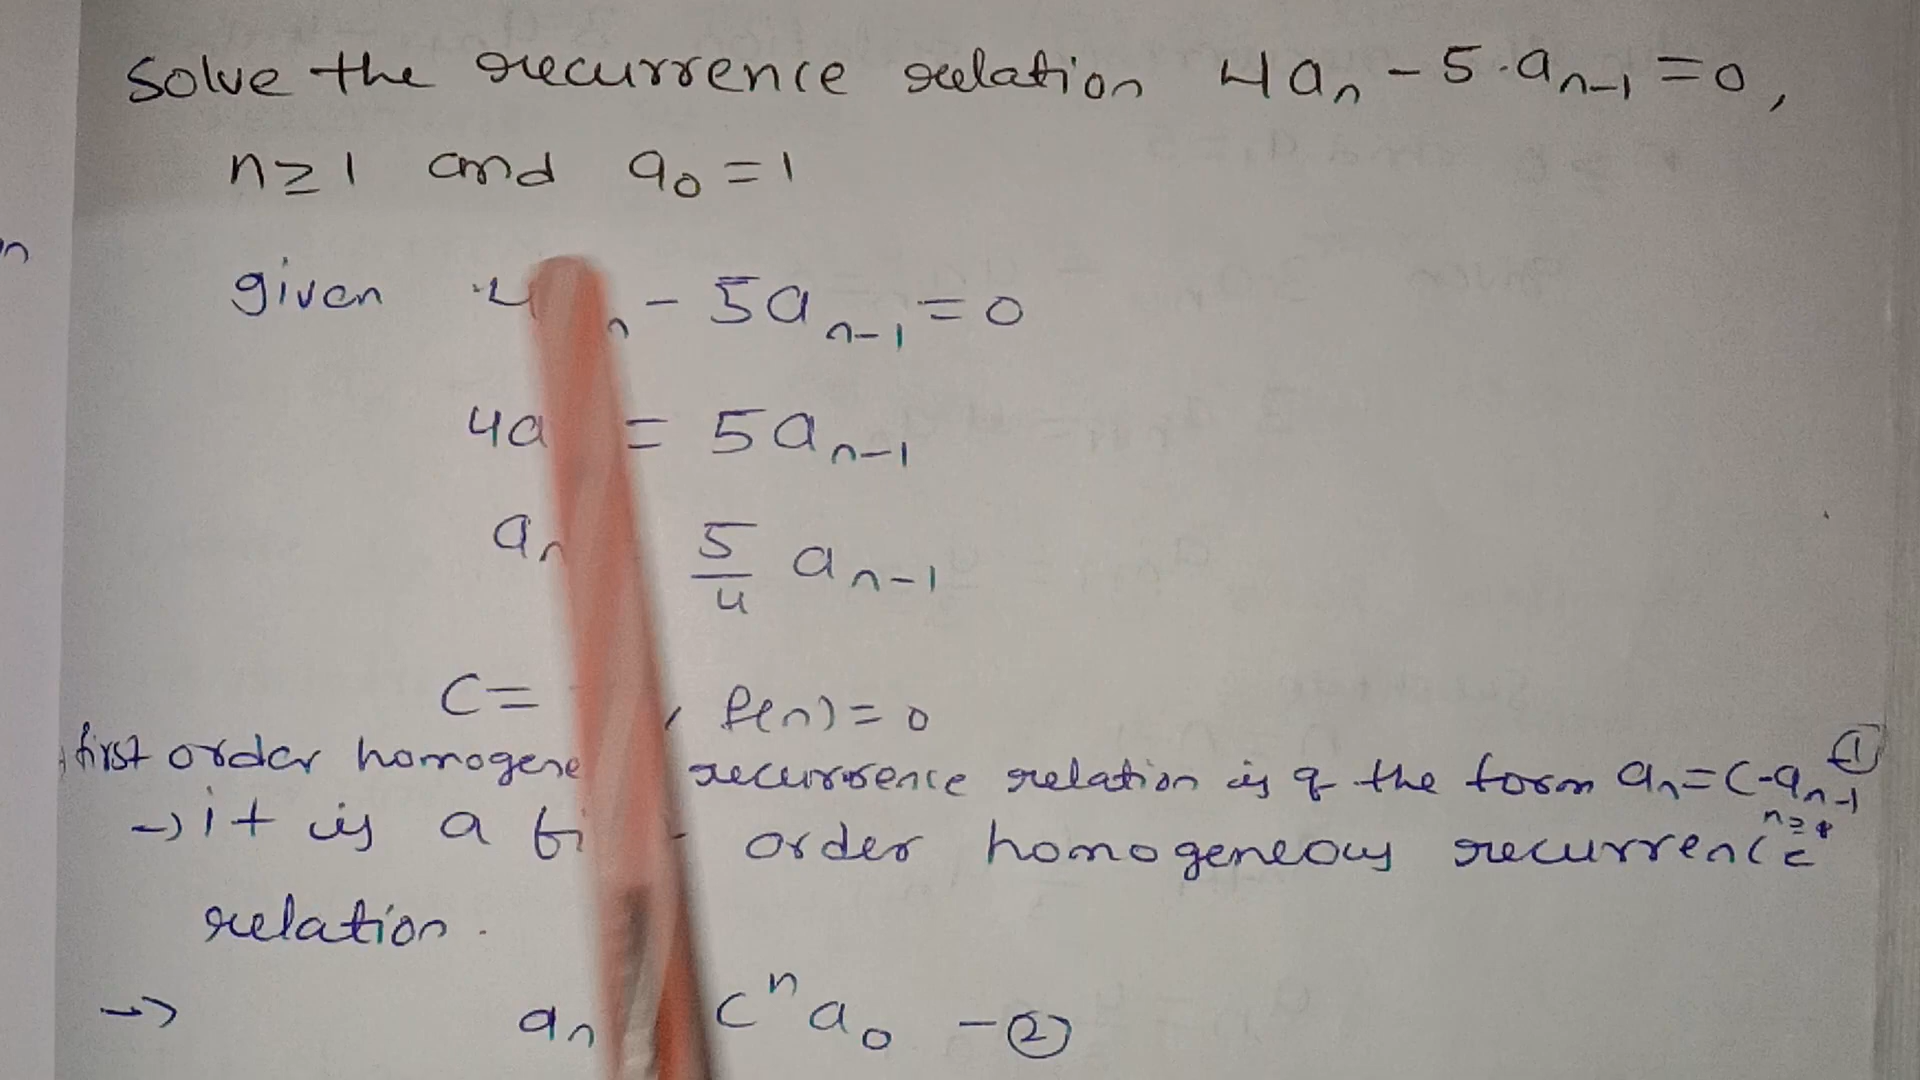 Solve the recurrence relation 4aₙ - 5·aₙ₋₁ = 0,
n ≥ 1 and a₀ = 1
n
given 4 ₙ - 5aₙ₋₁ = 0
4a = 5aₙ₋₁
aₙ 5/4 aₙ₋₁
C = , f(n) = 0
first order recurrence relation is of the form aₙ = C·aₙ₋₁ ①
n ≥
→ it is a order homogeneous recurrence
relation.
→ aₙ Cⁿ a₀ - ②